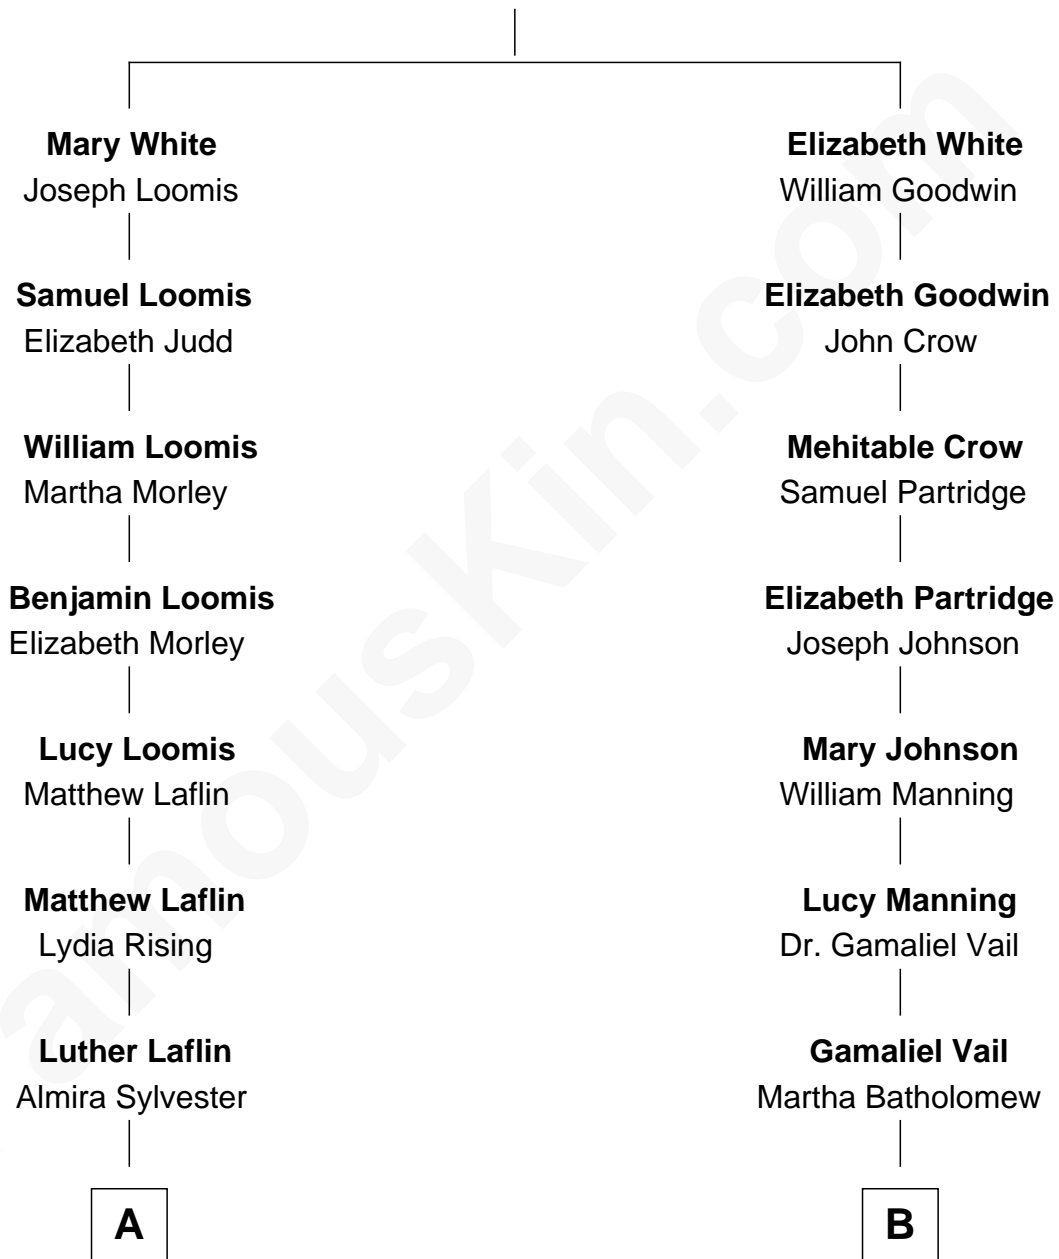 Mary White
Joseph Loomis
Samuel Loomis
Elizabeth Judd
William Loomis
Martha Morley
Benjamin Loomis
Elizabeth Morley
Lucy Loomis
Matthew Laflin
Matthew Laflin
Lydia Rising
Luther Laflin
Almira Sylvester
A
Elizabeth White
William Goodwin
Elizabeth Goodwin
John Crow
Mehitable Crow
Samuel Partridge
Elizabeth Partridge
Joseph Johnson
Mary Johnson
William Manning
Lucy Manning
Dr. Gamaliel Vail
Gamaliel Vail
Martha Batholomew
B
amousKin.com